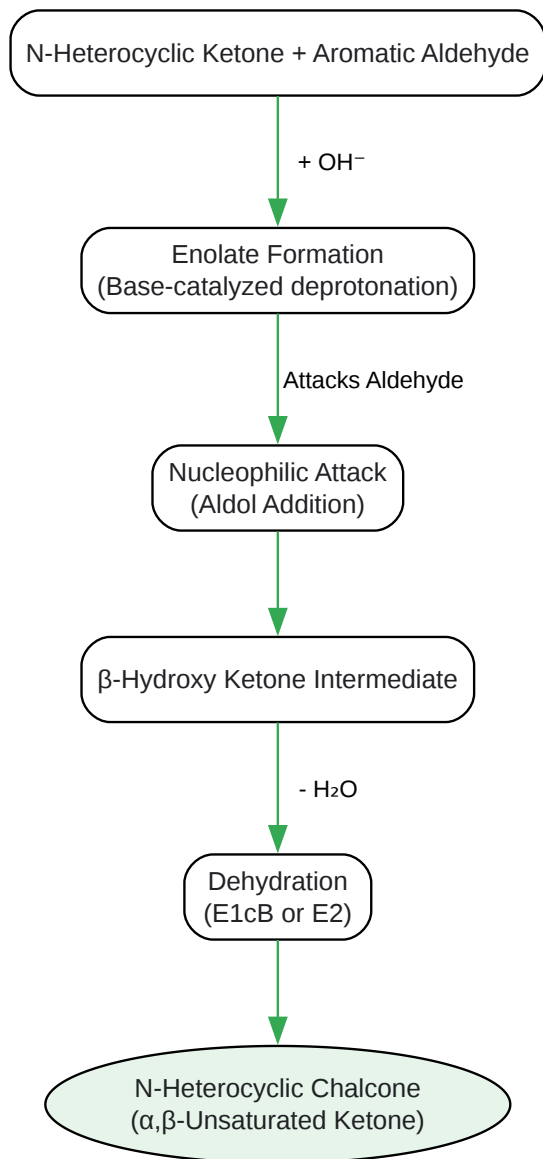 N-Heterocyclic Ketone + Aromatic Aldehyde
+ OH⁻
Enolate Formation
(Base-catalyzed deprotonation)
Attacks Aldehyde
Nucleophilic Attack
(Aldol Addition)
β-Hydroxy Ketone Intermediate
- H₂O
Dehydration
(E1cB or E2)
N-Heterocyclic Chalcone
(α,β-Unsaturated Ketone)